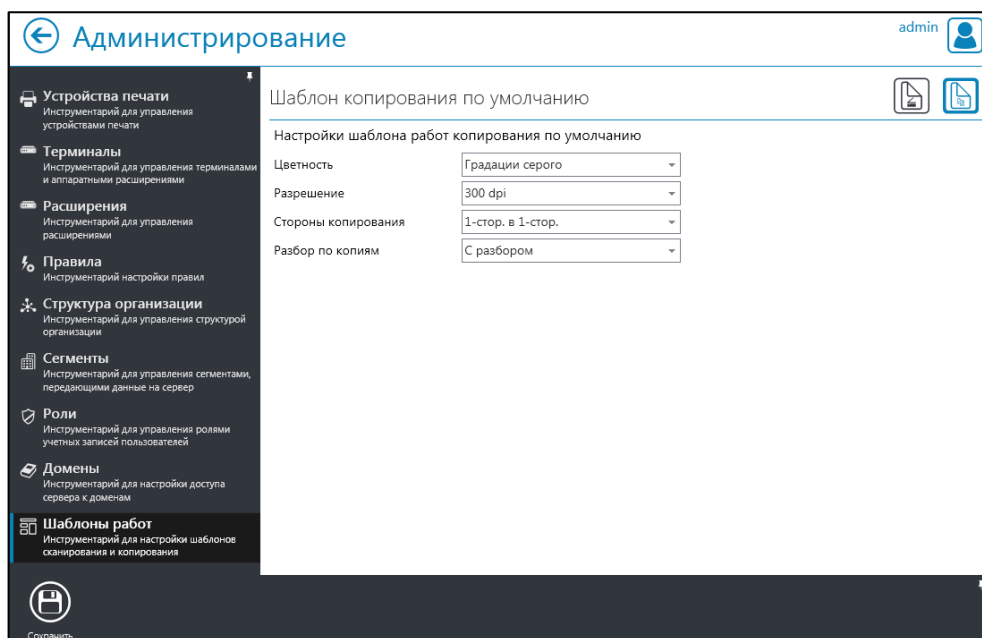 Администрирование
admin
Устройства печати
Инструментарий для управления
устройствами печати
Терминалы
Инструментарий для управления терминалами
и аппаратными расширениями
Расширения
Инструментарий для управления
расширениями
Правила
Инструментарий настройки правил
Структура организации
Инструментарий для управления структурой
организации
Сегменты
Инструментарий для управления сегментами,
передающими данные на сервер
Роли
Инструментарий для управления ролями
учетных записей пользователей
Домены
Инструментарий для настройки доступа
сервера к доменам
Шаблоны работ
Инструментарий для настройки шаблонов
сканирования и копирования
Шаблон копирования по умолчанию
Настройки шаблона работ копирования по умолчанию
Цветность Градации серого
Разрешение 300 dpi
Стороны копирования 1-стор. в 1-стор.
Разбор по копиям С разбором
Сохранить